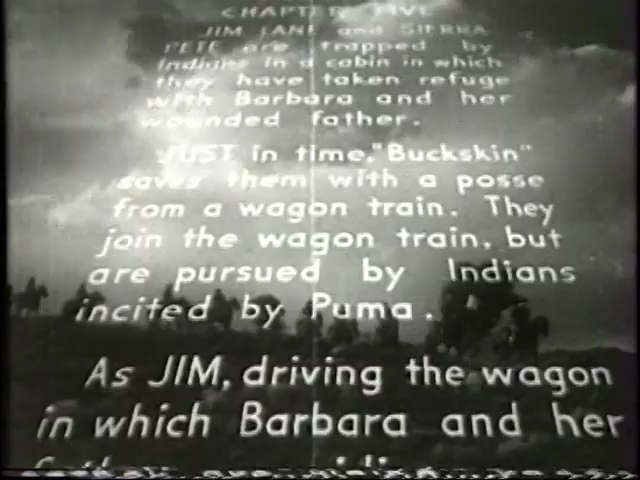 CHAPTER FIVE
JIM LANE and SIERRA
PETE are trapped by
Indians in a cabin in which
they have taken refuge
with Barbara and her
wounded father.
JUST in time, "Buckskin"
saves them with a posse
from a wagon train. They
join the wagon train, but
are pursued by Indians
incited by Puma.
As JIM, driving the wagon
in which Barbara and her